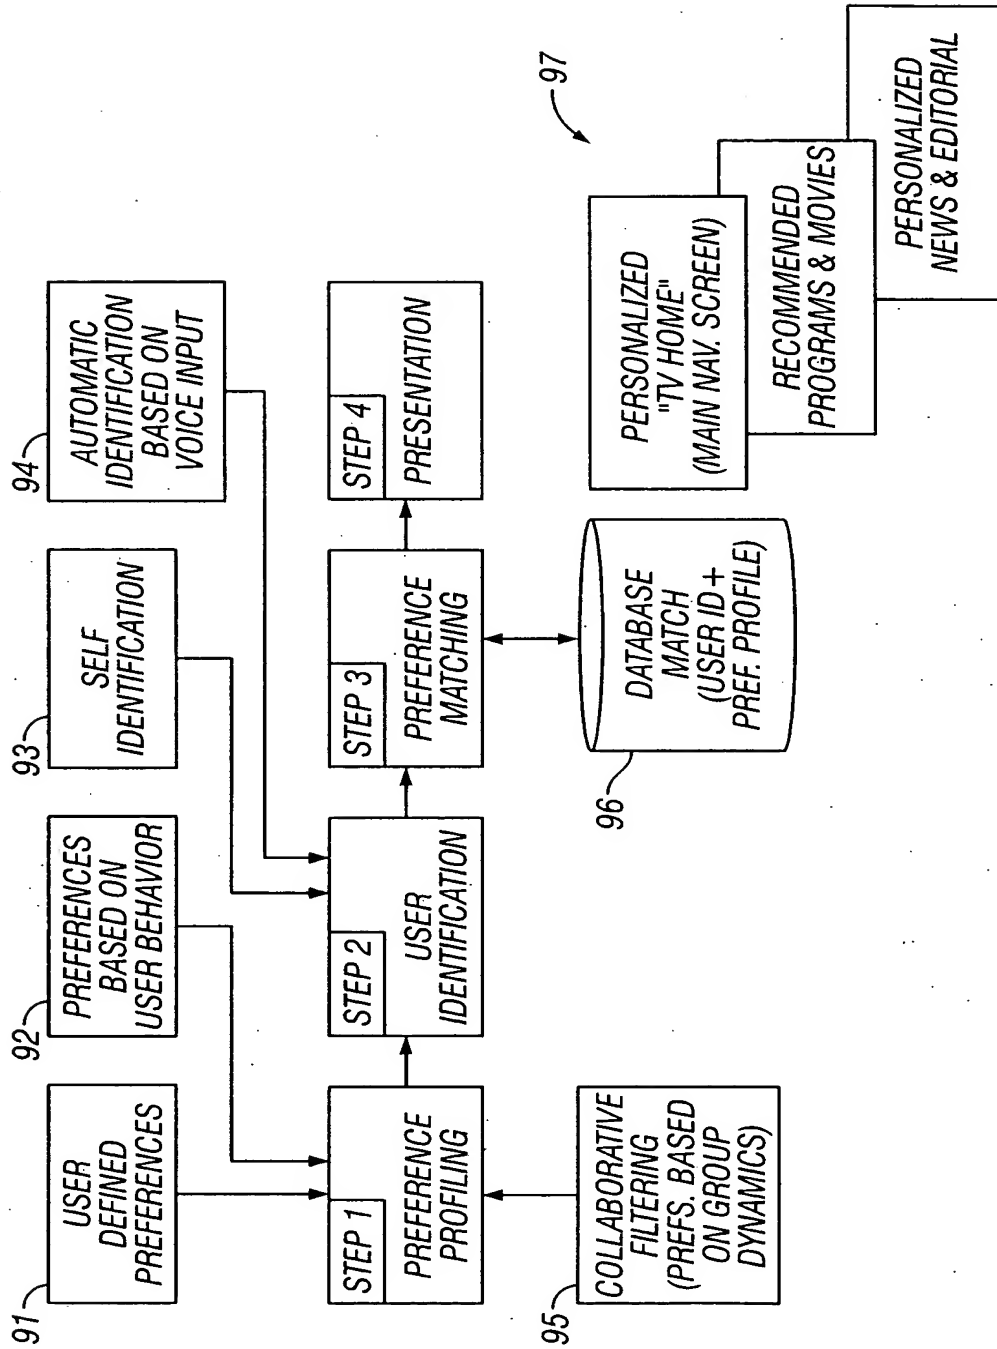 91
USER
DEFINED
PREFERENCES
92
PREFERENCES
BASED ON
USER BEHAVIOR
93
SELF
IDENTIFICATION
94
AUTOMATIC
IDENTIFICATION
BASED ON
VOICE INPUT
STEP 1
PREFERENCE
PROFILING
STEP 2
USER
IDENTIFICATION
STEP 3
PREFERENCE
MATCHING
STEP 4
PRESENTATION
95
COLLABORATIVE
FILTERING
(PREFS. BASED
ON GROUP
DYNAMICS)
96
DATABASE
MATCH
(USER ID +
PREF. PROFILE)
97
PERSONALIZED
"TV HOME"
(MAIN NAV. SCREEN)
RECOMMENDED
PROGRAMS & MOVIES
PERSONALIZED
NEWS & EDITORIAL